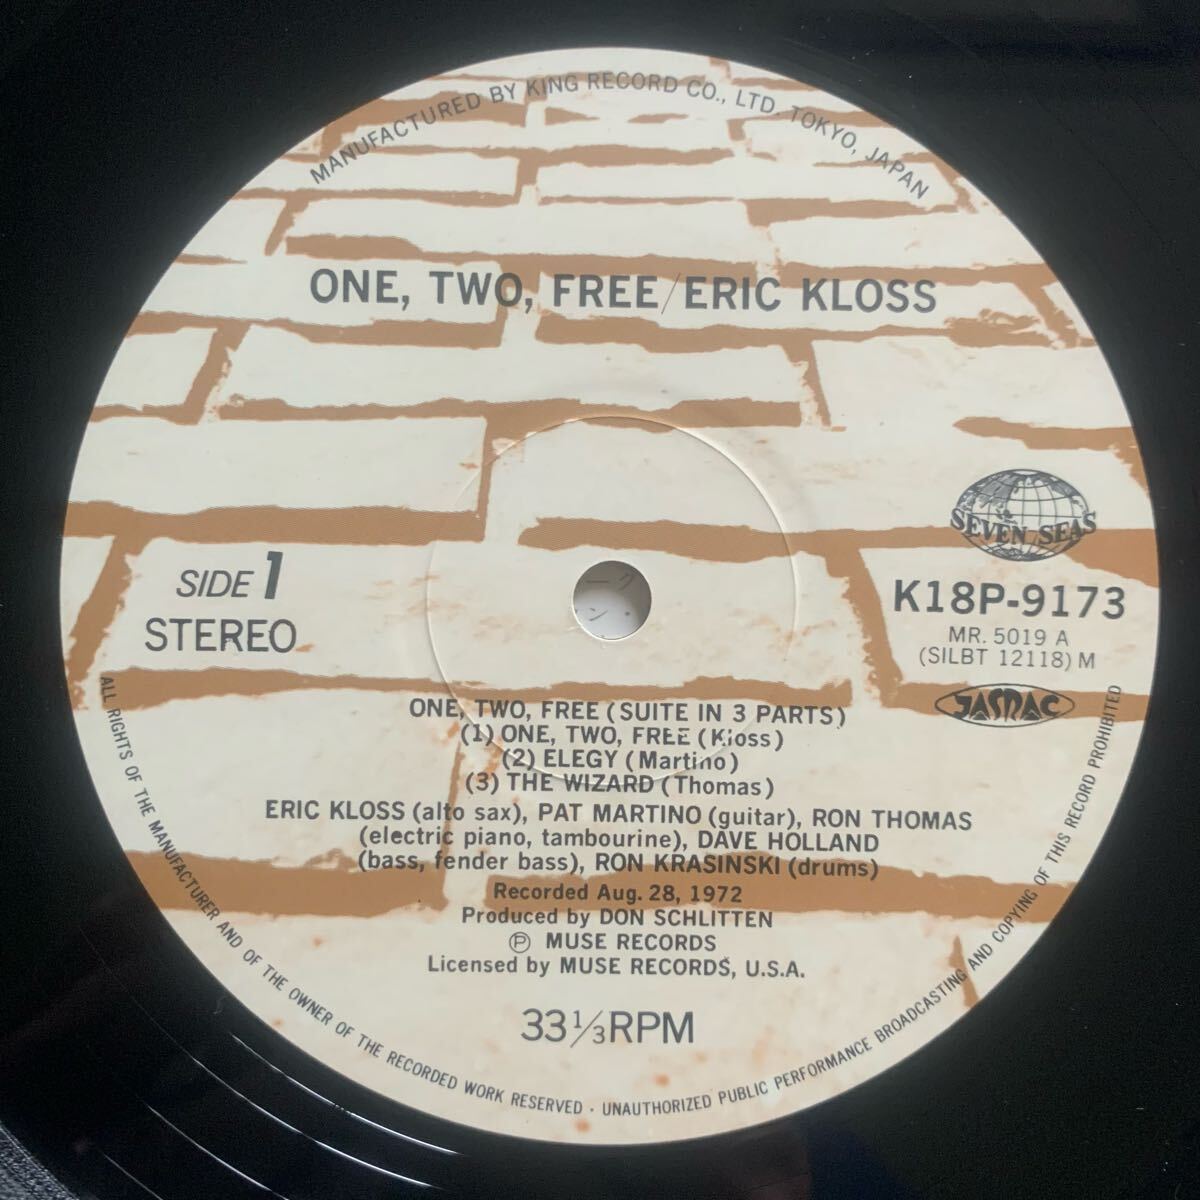 MANUFACTURED BY KING RECORD CO., LTD. TOKYO, JAPAN
ONE, TWO, FREE/ERIC KLOSS
SEVEN SEAS
SIDE 1
STEREO
K18P-9173
MR. 5019 A
(SILBT 12118) M
JASRAC
ONE, TWO, FREE (SUITE IN 3 PARTS)
(1) ONE, TWO, FREE (Kloss)
(2) ELEGY (Martino)
(3) THE WIZARD (Thomas)
ERIC KLOSS (alto sax), PAT MARTINO (guitar), RON THOMAS
(electric piano, tambourine), DAVE HOLLAND
(bass, fender bass), RON KRASINSKI (drums)
Recorded Aug. 28, 1972
Produced by DON SCHLITTEN
Ⓟ MUSE RECORDS
Licensed by MUSE RECORDS, U.S.A.
33 1/3 RPM
ALL RIGHTS OF THE MANUFACTURER AND OF THE OWNER OF THE RECORDED WORK RESERVED · UNAUTHORIZED PUBLIC PERFORMANCE BROADCASTING AND COPYING OF THIS RECORD PROHIBITED